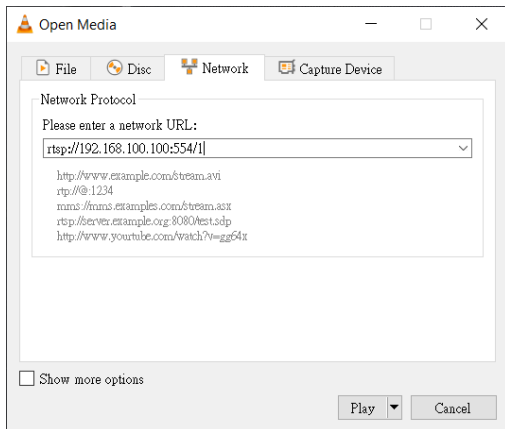 Open Media
File Disc Network Capture Device
Network Protocol
Please enter a network URL:
rtsp://192.168.100.100:554/1
http://www.example.com/stream.avi
rtp://@:1234
mms://mms.examples.com/stream.asx
rtsp://server.example.org:8080/test.sdp
http://www.yourtube.com/watch?v=gg64x
Show more options
Play Cancel